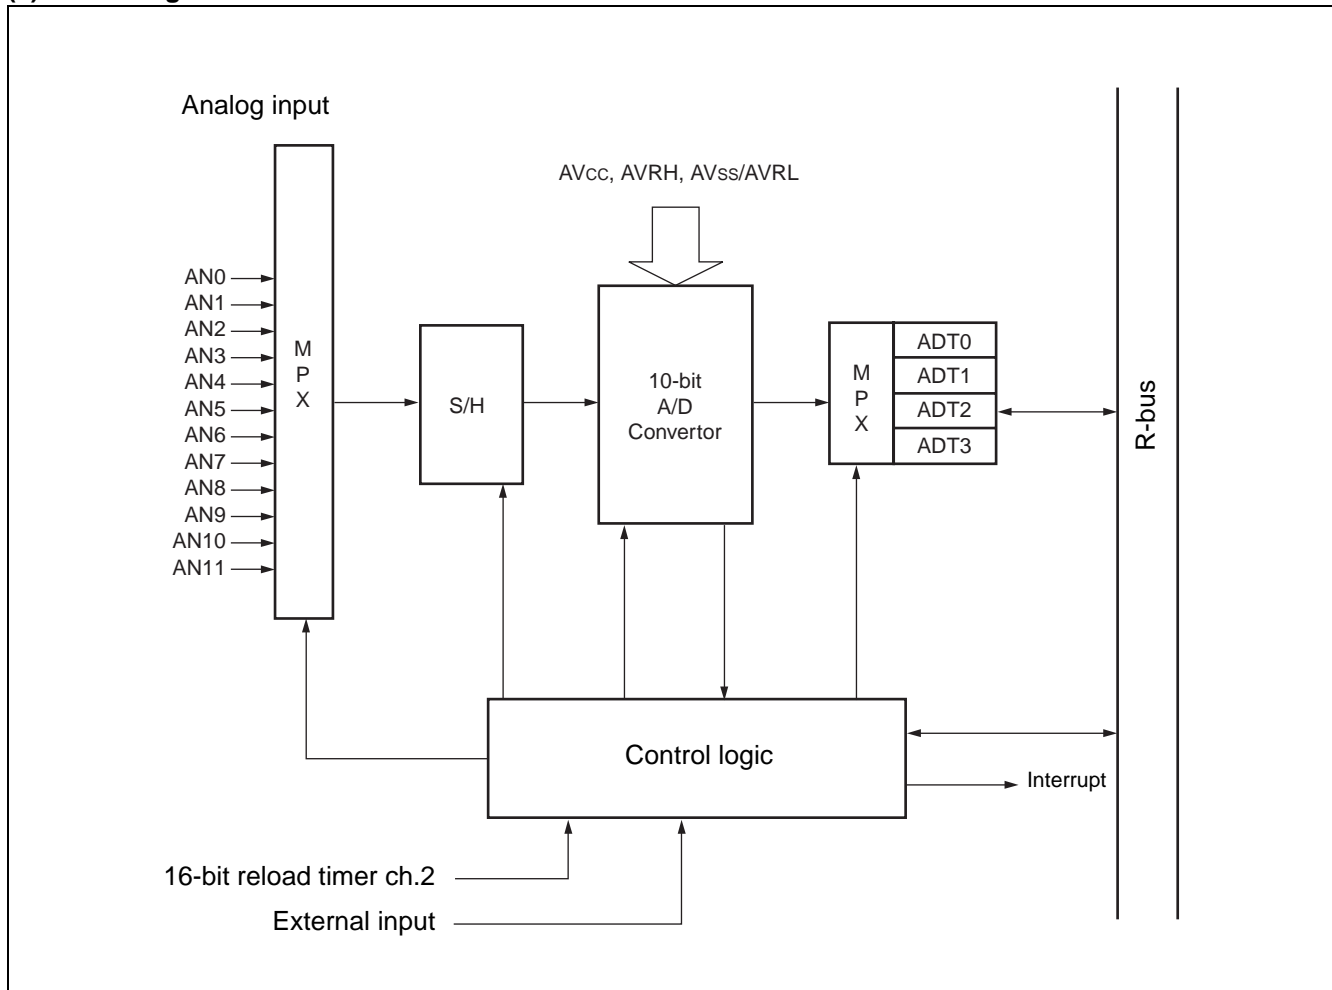 Analog input
AVCC, AVRH, AVSS/AVRL
AN0
AN1
AN2
AN3
AN4
AN5
AN6
AN7
AN8
AN9
AN10
AN11
M
P
X
S/H
10-bit
A/D
Convertor
M
P
X
ADT0
ADT1
ADT2
ADT3
R-bus
Control logic
Interrupt
16-bit reload timer ch.2
External input